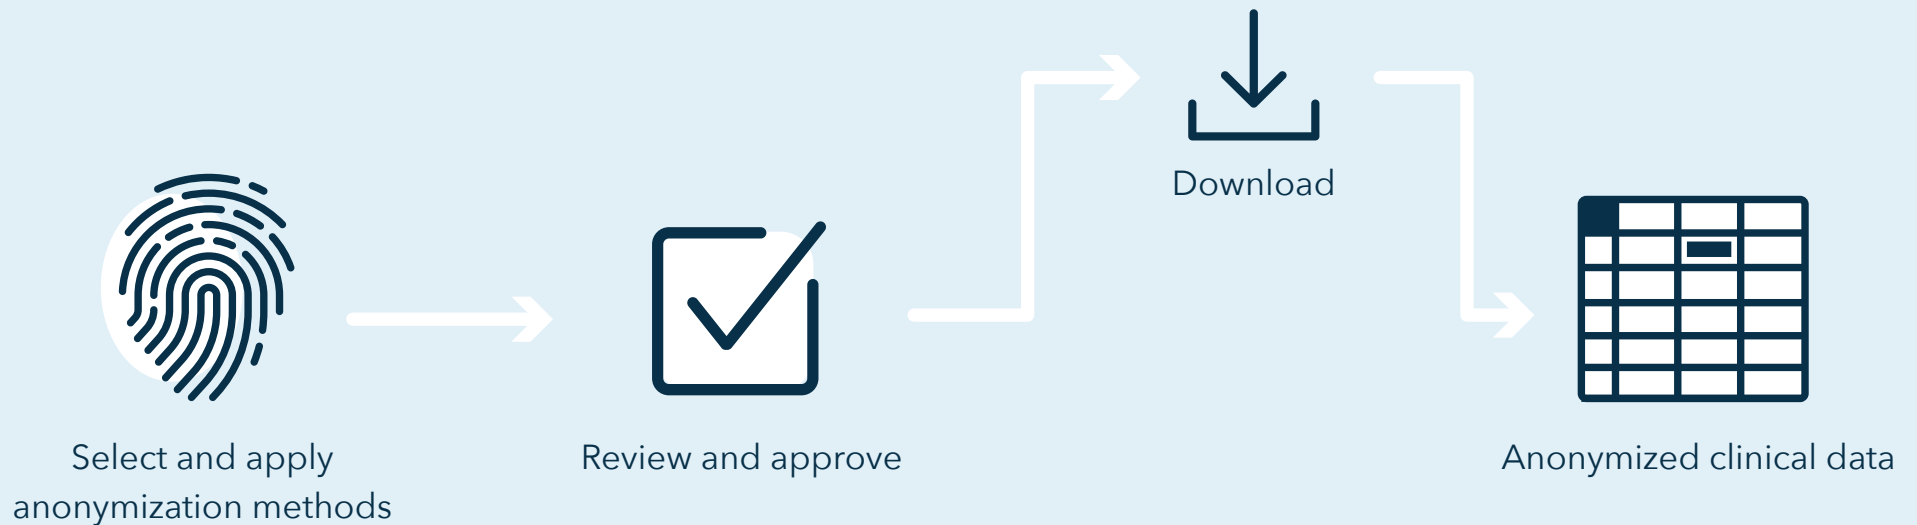 Select and apply
anonymization methods
Review and approve
Download
Anonymized clinical data